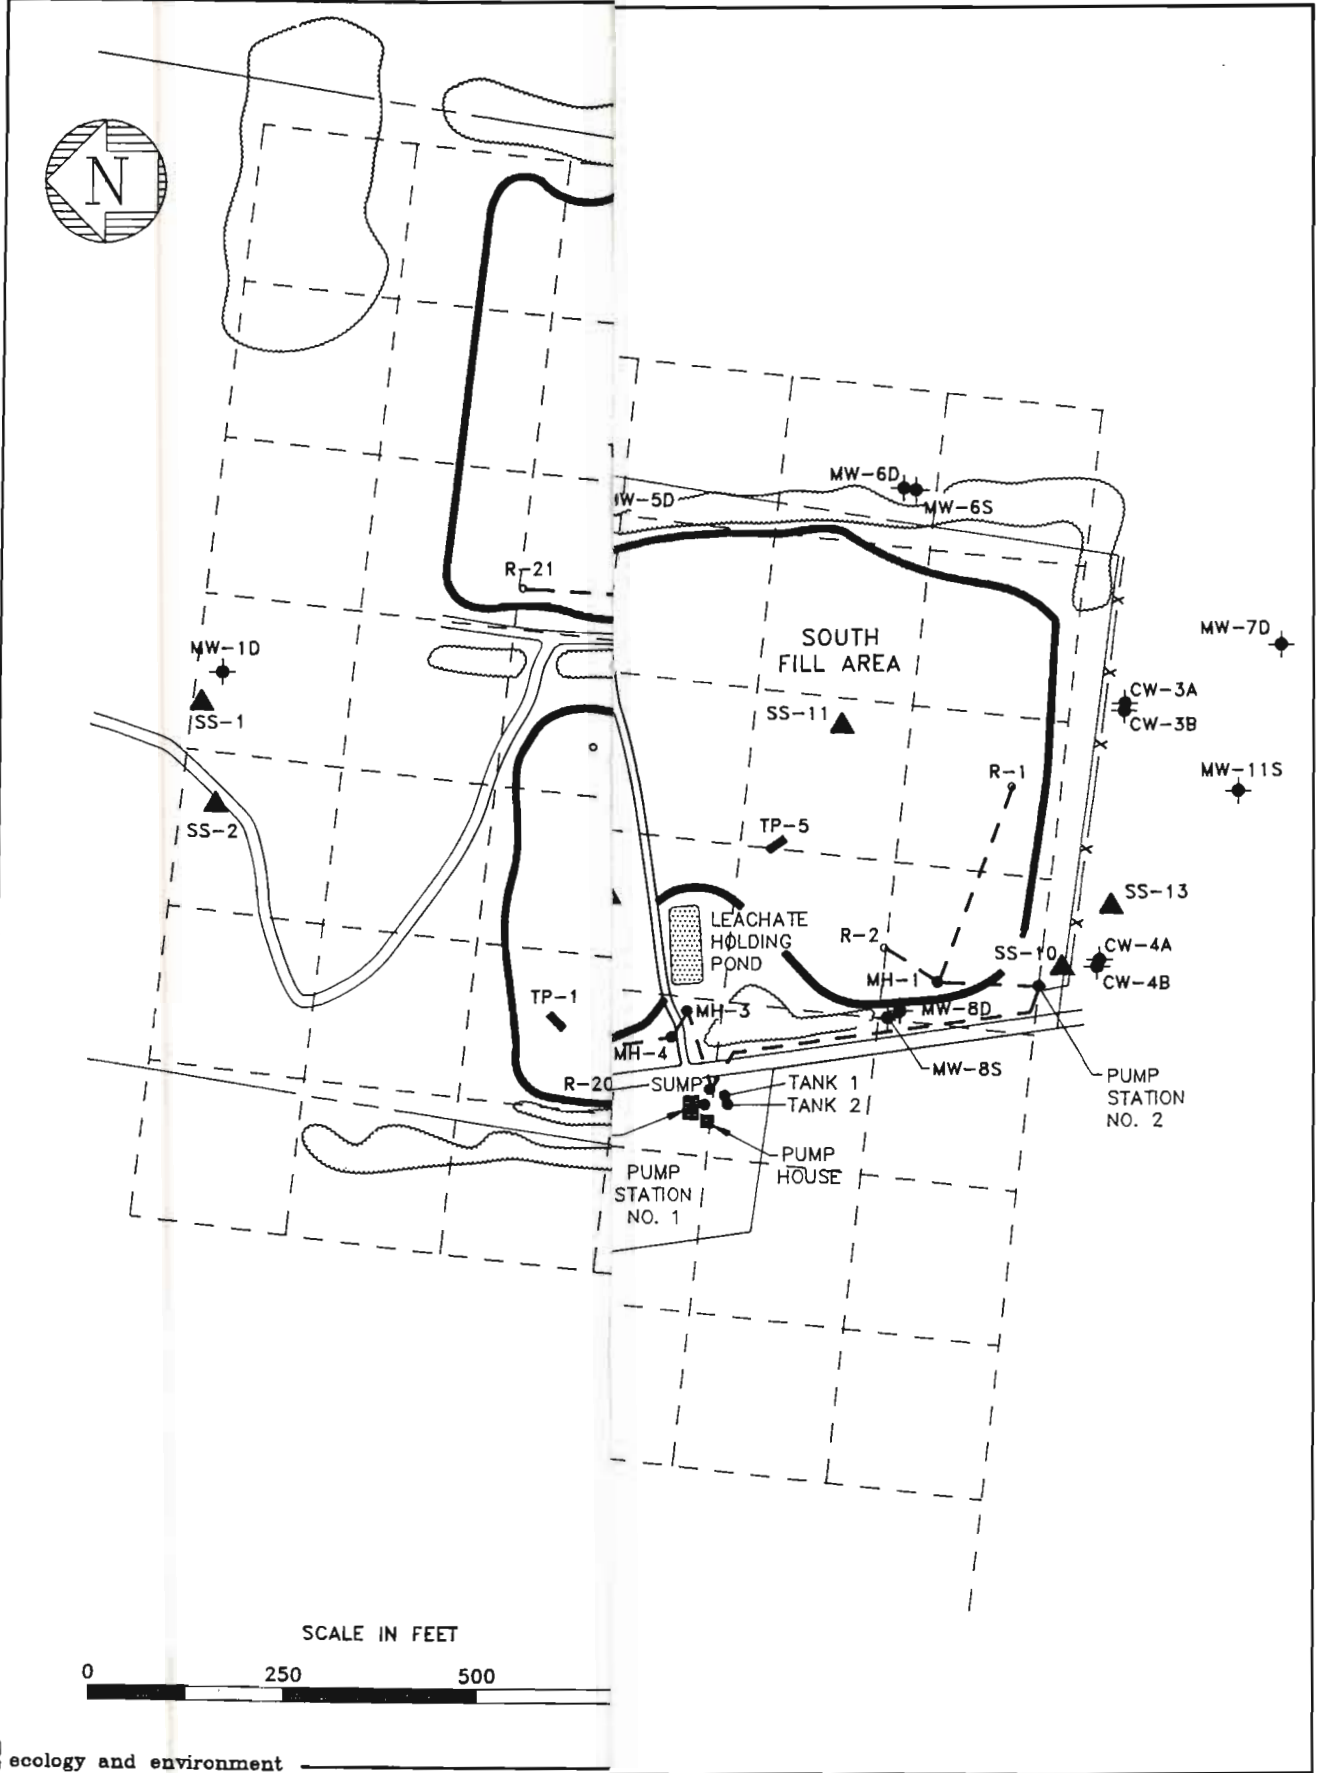 N
MW-6D
MW-6S
W-5D
R-21
SOUTH
FILL AREA
MW-7D
MW-1D
CW-3A
CW-3B
SS-1
SS-11
MW-11S
R-1
SS-2
TP-5
SS-13
LEACHATE
HOLDING
POND
R-2
SS-10
CW-4A
CW-4B
MH-1
TP-1
MH-3
MW-8D
MH-4
MW-8S
R-20
SUMP
TANK 1
TANK 2
PUMP
STATION
NO. 2
PUMP
HOUSE
PUMP
STATION
NO. 1
SCALE IN FEET
0 250 500
ecology and environment